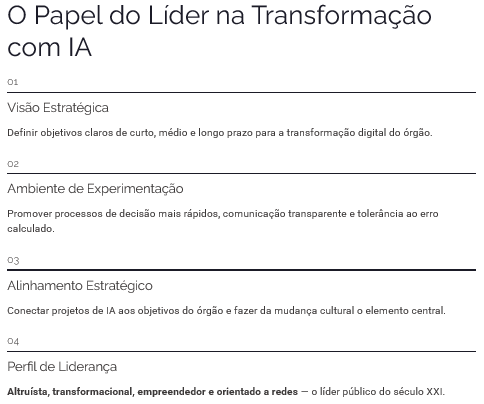 O Papel do Líder na Transformação
com IA
01
Visão Estratégica
Definir objetivos claros de curto, médio e longo prazo para a transformação digital do órgão.
02
Ambiente de Experimentação
Promover processos de decisão mais rápidos, comunicação transparente e tolerância ao erro
calculado.
03
Alinhamento Estratégico
Conectar projetos de IA aos objetivos do órgão e fazer da mudança cultural o elemento central.
04
Perfil de Liderança
Altruísta, transformacional, empreendedor e orientado a redes — o líder público do século XXI.